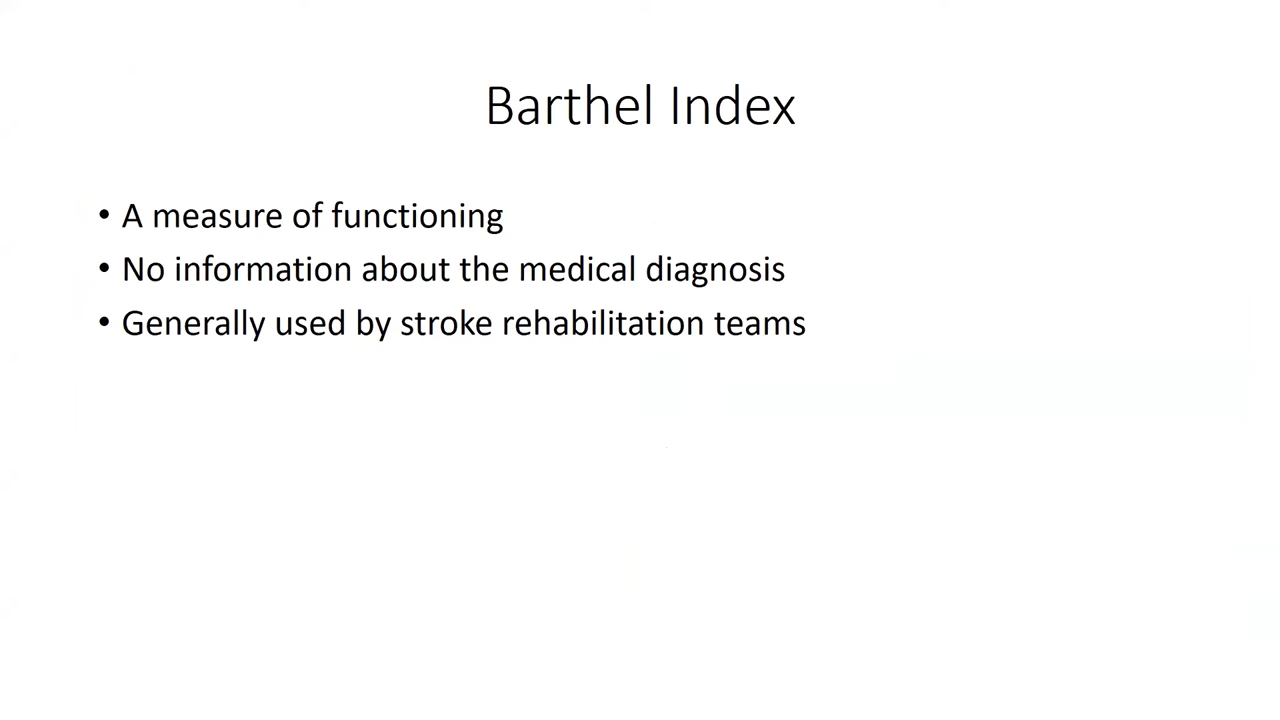 Barthel Index
• A measure of functioning
• No information about the medical diagnosis
• Generally used by stroke rehabilitation teams